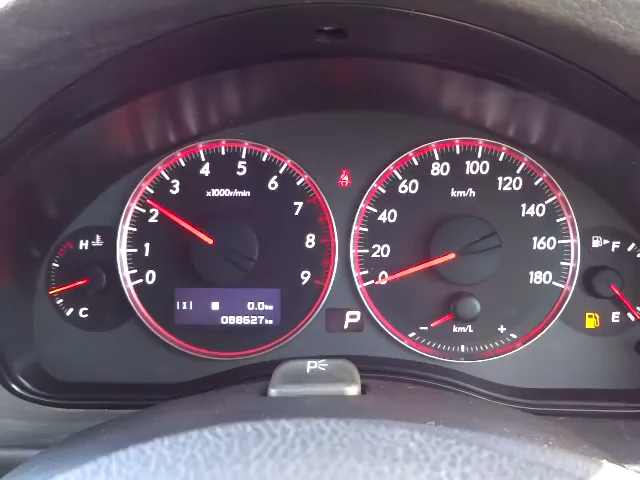 0 1 2 3 4 5 6 7 8 9
x1000r/min
H
C
0.0km
088627km
P
0 20 40 60 80 100 120 140 160 180
km/h
− km/L +
F
E
P